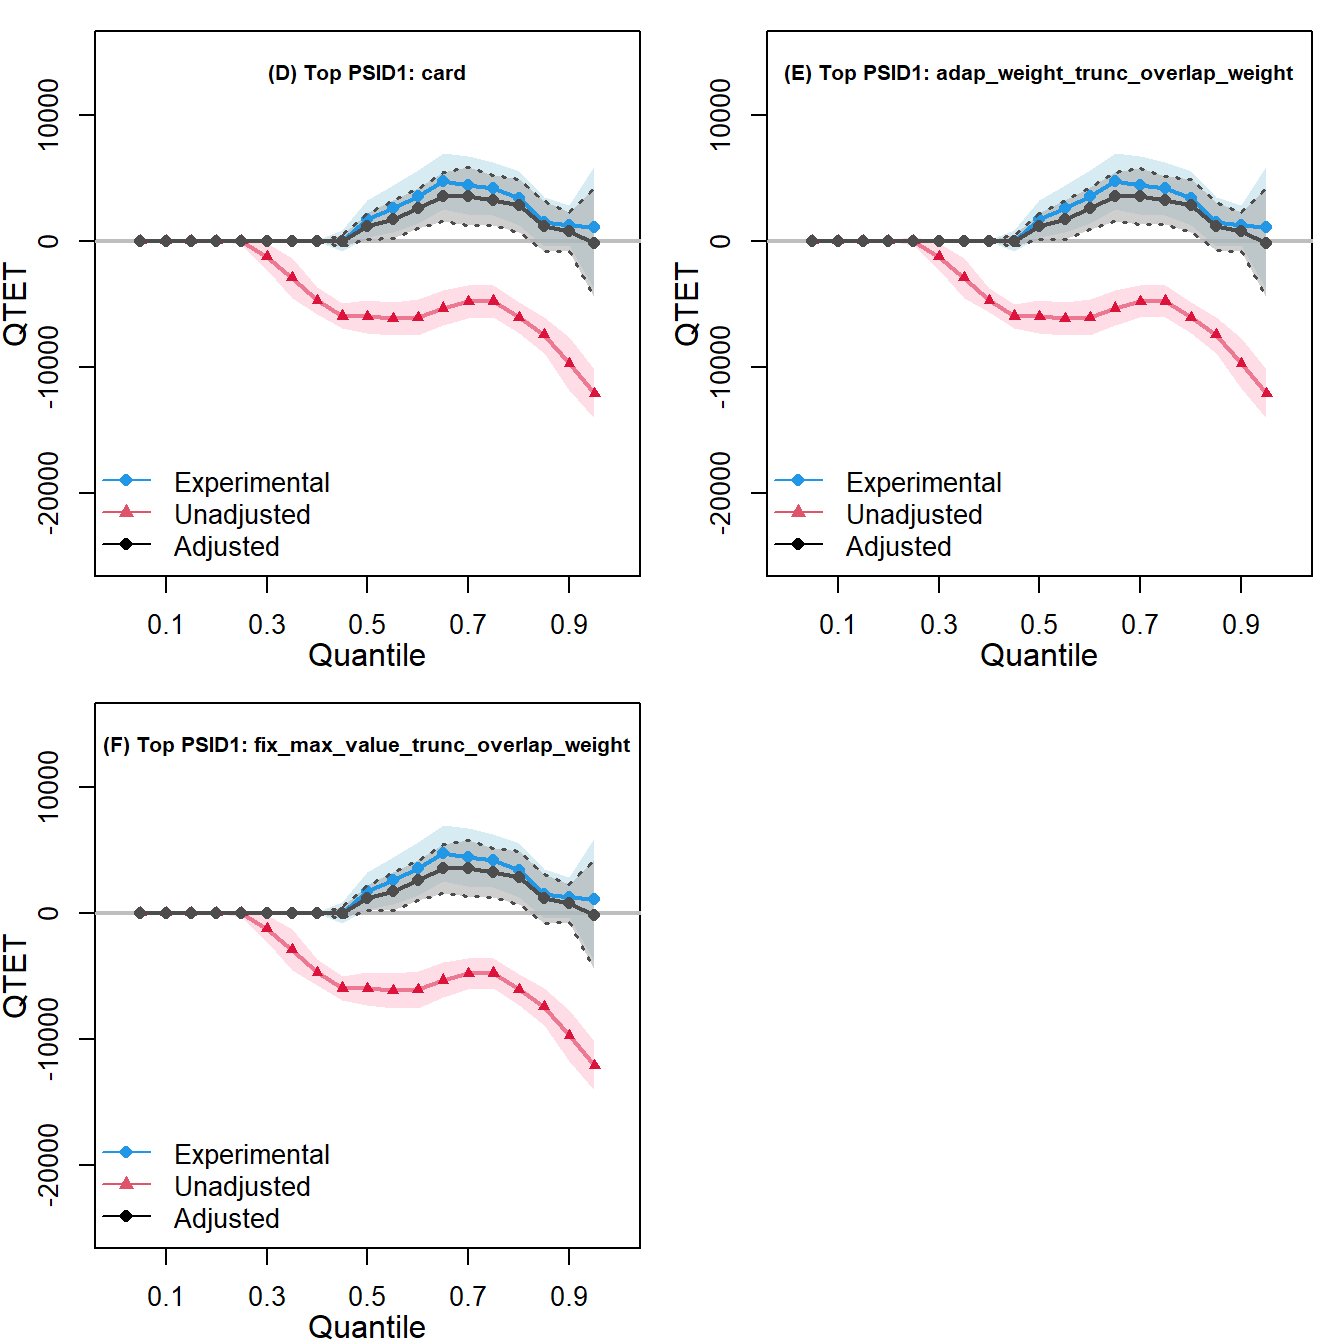 (D) Top PSID1: card
QTET
10000
0
-10000
-20000
Experimental
Unadjusted
Adjusted
0.1 0.3 0.5 0.7 0.9
Quantile
(E) Top PSID1: adap_weight_trunc_overlap_weight
QTET
10000
0
-10000
-20000
Experimental
Unadjusted
Adjusted
0.1 0.3 0.5 0.7 0.9
Quantile
(F) Top PSID1: fix_max_value_trunc_overlap_weight
QTET
10000
0
-10000
-20000
Experimental
Unadjusted
Adjusted
0.1 0.3 0.5 0.7 0.9
Quantile